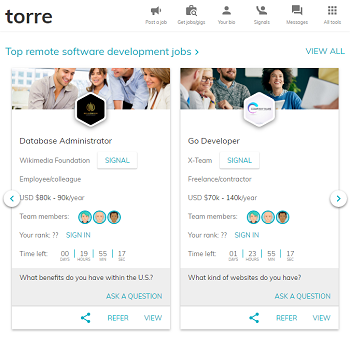 torre
Post a job
Get jobs/gigs
Your bio
Signals
Messages
All tools
Top remote software development jobs >
VIEW ALL
Database Administrator
Wikimedia Foundation SIGNAL
Employee/colleague
USD $80k - 90k/year
Team members:
Your rank: ?? SIGN IN
Time left: 00 19 55 17
DAYS HOURS MIN SEC
What benefits do you have within the U.S.?
ASK A QUESTION
REFER VIEW
Go Developer
X-Team SIGNAL
Freelance/contractor
USD $70k - 140k/year
Team members:
Your rank: ?? SIGN IN
Time left: 01 23 55 17
DAYS HOURS MIN SEC
What kind of websites do you have?
ASK A QUESTION
REFER VIEW